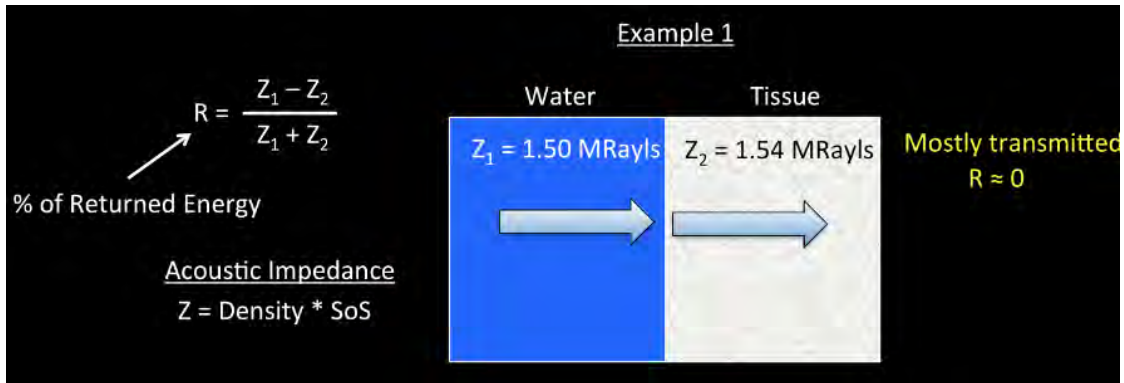 Example 1
R = Z₁ – Z₂
Z₁ + Z₂
% of Returned Energy
Acoustic Impedance
Z = Density * SoS
Water
Tissue
Z₁ = 1.50 MRayls
Z₂ = 1.54 MRayls
Mostly transmitted
R ≈ 0